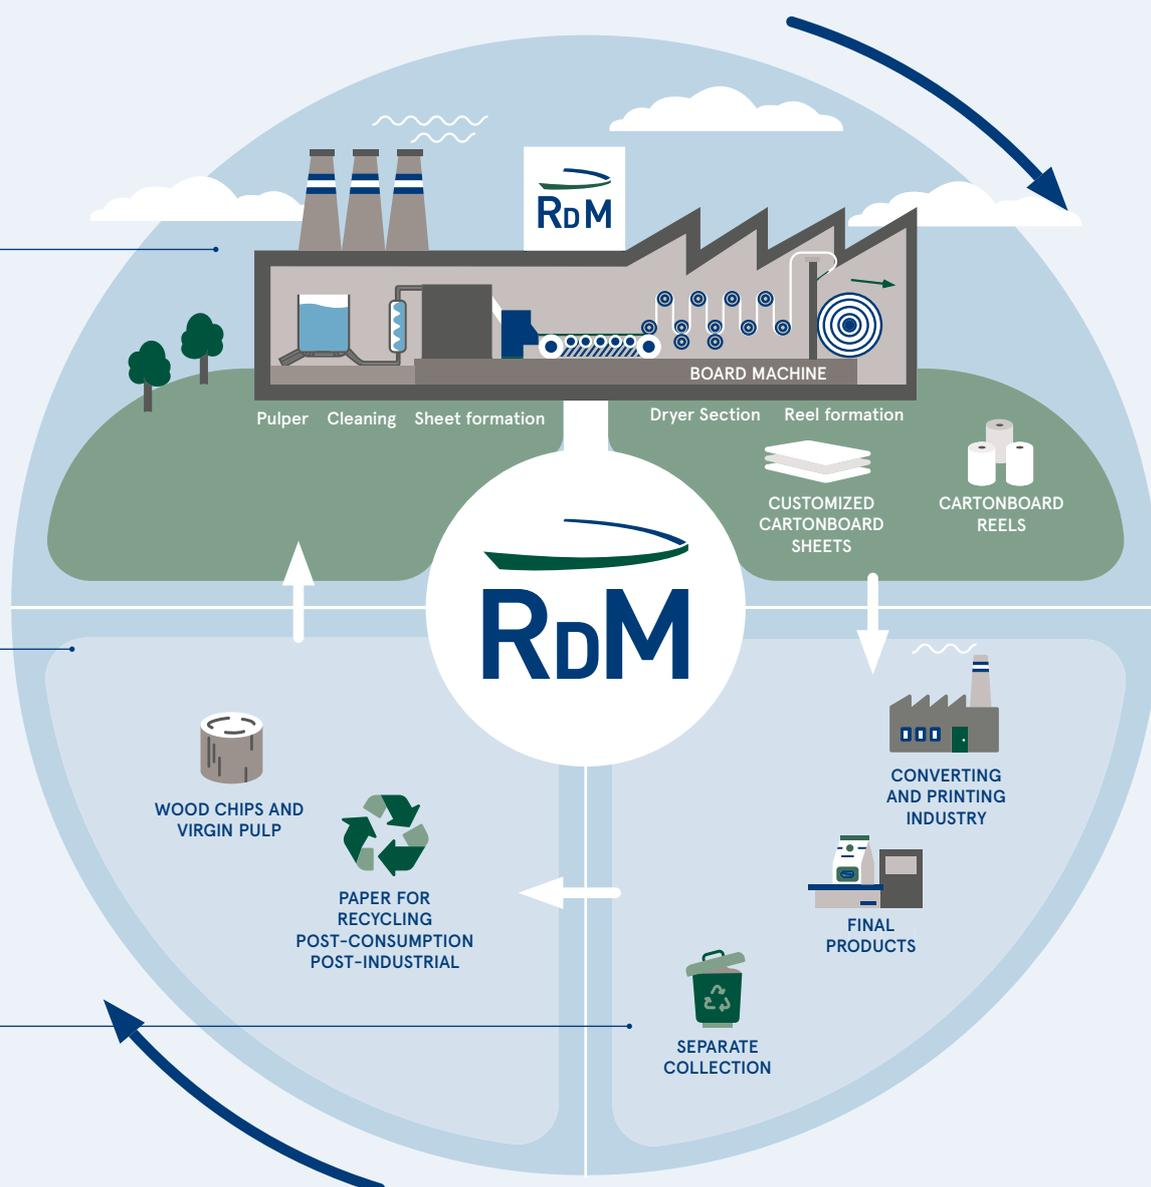 RDM
BOARD MACHINE
Pulper
Cleaning
Sheet formation
Dryer Section
Reel formation
CUSTOMIZED
CARTONBOARD
SHEETS
CARTONBOARD
REELS
RDM
CONVERTING
AND PRINTING
INDUSTRY
WOOD CHIPS AND
VIRGIN PULP
PAPER FOR
RECYCLING
POST-CONSUMPTION
POST-INDUSTRIAL
FINAL
PRODUCTS
SEPARATE
COLLECTION